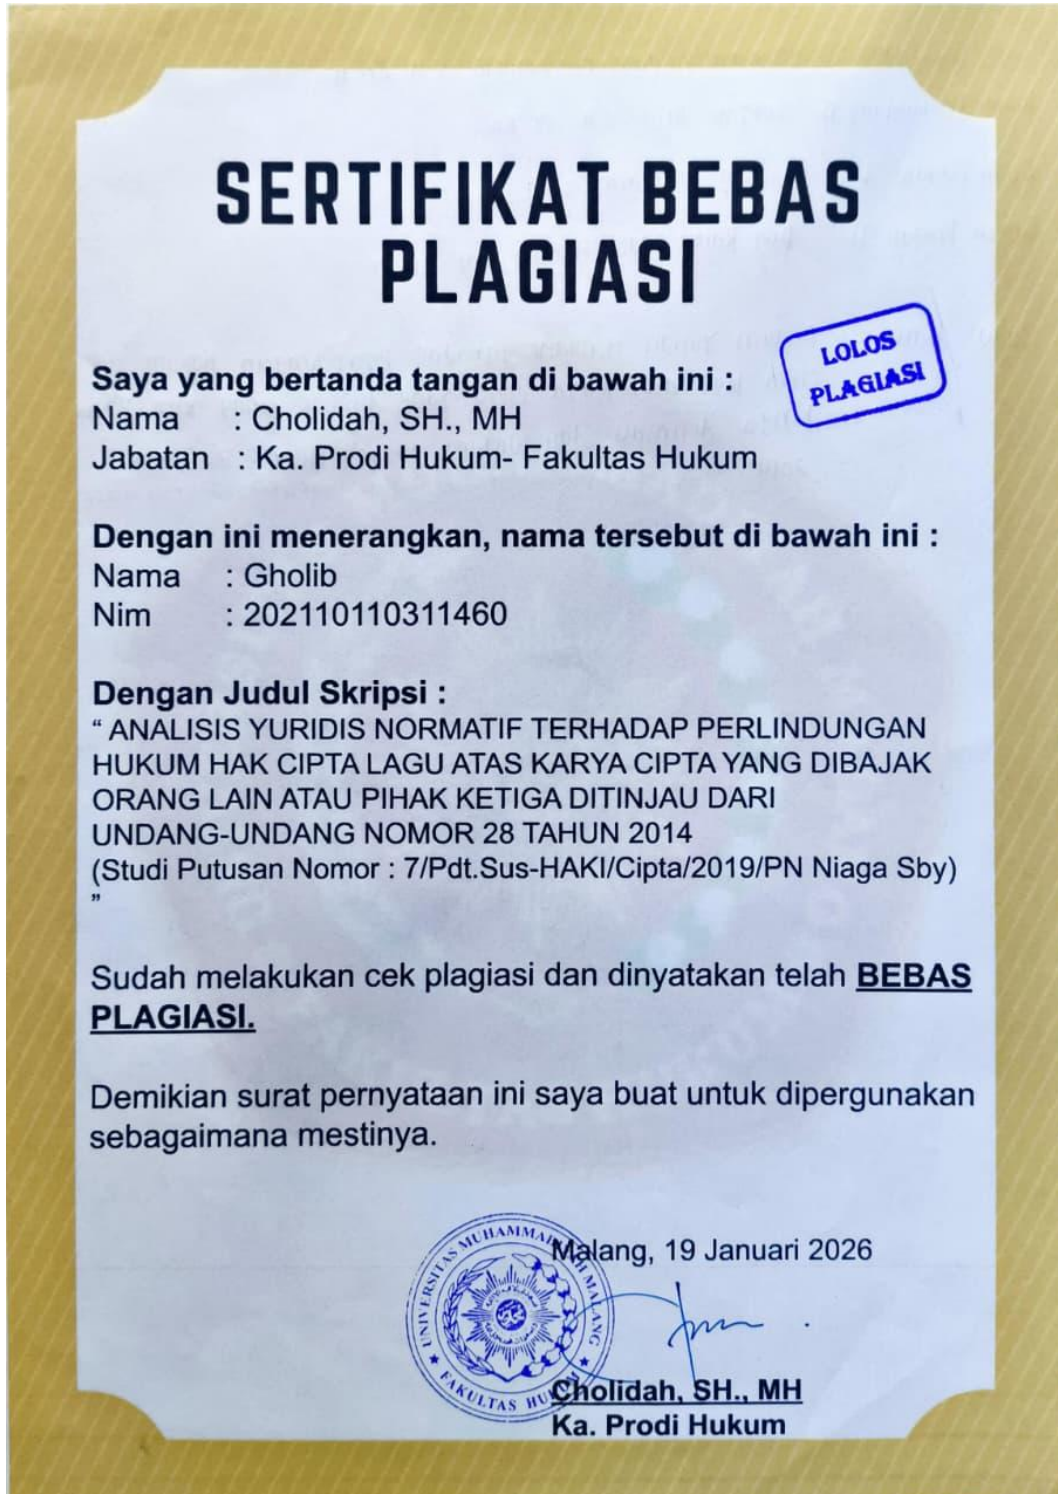 SERTIFIKAT BEBAS
PLAGIASI
LOLOS
PLAGIASI
Saya yang bertanda tangan di bawah ini :
Nama : Cholidah, SH., MH
Jabatan : Ka. Prodi Hukum- Fakultas Hukum
Dengan ini menerangkan, nama tersebut di bawah ini :
Nama : Gholib
Nim : 202110110311460
Dengan Judul Skripsi :
“ ANALISIS YURIDIS NORMATIF TERHADAP PERLINDUNGAN
HUKUM HAK CIPTA LAGU ATAS KARYA CIPTA YANG DIBAJAK
ORANG LAIN ATAU PIHAK KETIGA DITINJAU DARI
UNDANG-UNDANG NOMOR 28 TAHUN 2014
(Studi Putusan Nomor : 7/Pdt.Sus-HAKI/Cipta/2019/PN Niaga Sby)
”
Sudah melakukan cek plagiasi dan dinyatakan telah BEBAS
PLAGIASI.
Demikian surat pernyataan ini saya buat untuk dipergunakan
sebagaimana mestinya.
Malang, 19 Januari 2026
UNIVERSITAS MUHAMMADIYAH MALANG
FAKULTAS HUKUM
Cholidah, SH., MH
Ka. Prodi Hukum